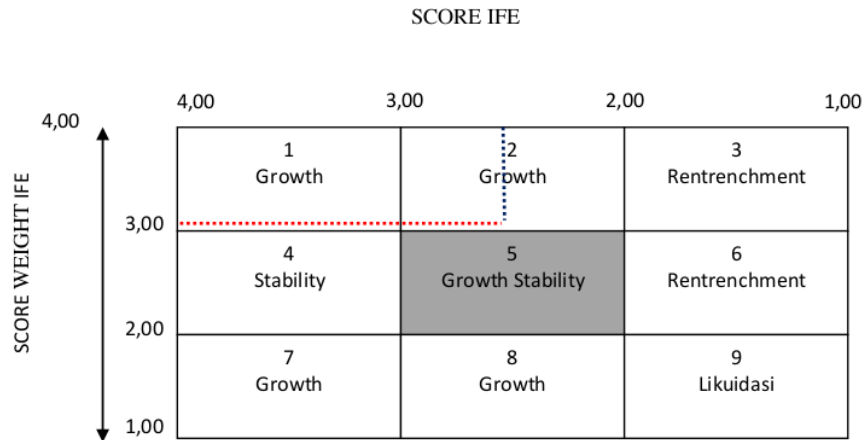 SCORE IFE
4,00 3,00 2,00 1,00
4,00
1 2 3
Growth Growth Rentrenchment
3,00
4 5 6
Stability Growth Stability Rentrenchment
SCORE WEIGHT IFE
2,00
7 8 9
Growth Growth Likuidasi
1,00